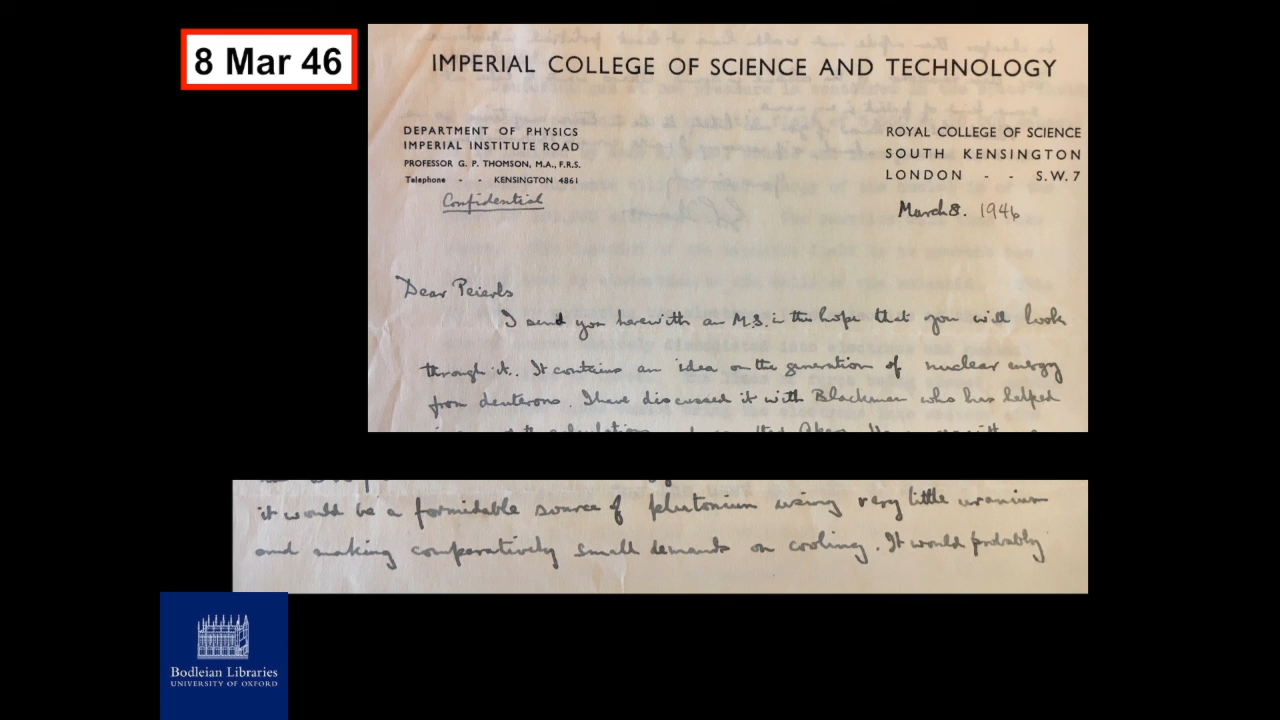 8 Mar 46
IMPERIAL COLLEGE OF SCIENCE AND TECHNOLOGY
DEPARTMENT OF PHYSICS
IMPERIAL INSTITUTE ROAD
PROFESSOR G. P. THOMSON, M.A., F.R.S.
Telephone - - KENSINGTON 4861
Confidential
ROYAL COLLEGE OF SCIENCE
SOUTH KENSINGTON
LONDON - - S.W.7
March 8. 1946
Dear Peierls
I send you herewith an M.S. in the hope that you will look
through it. It contains an idea on the generation of nuclear energy
from deuterons. I have discussed it with Blackman who has helped
it would be a formidable source of plutonium using very little uranium
and making comparatively small demands on cooling. It would probably
Bodleian Libraries
UNIVERSITY OF OXFORD